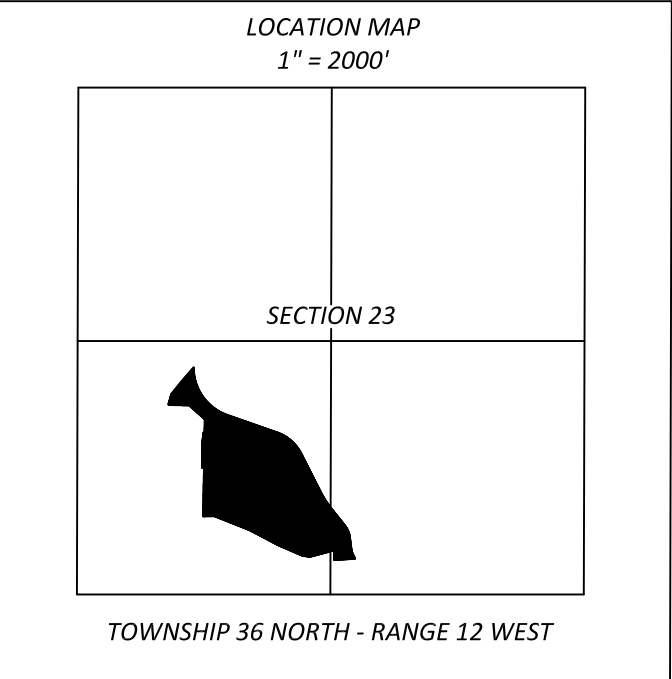 LOCATION MAP
1" = 2000'
SECTION 23
TOWNSHIP 36 NORTH - RANGE 12 WEST